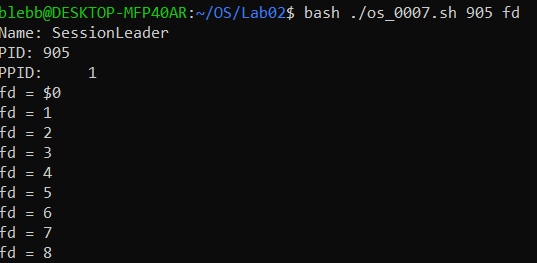 blebb@DESKTOP-MFP40AR:~/OS/Lab02$ bash ./os_0007.sh 905 fd
Name: SessionLeader
PID: 905
PPID:     1
fd = $0
fd = 1
fd = 2
fd = 3
fd = 4
fd = 5
fd = 6
fd = 7
fd = 8